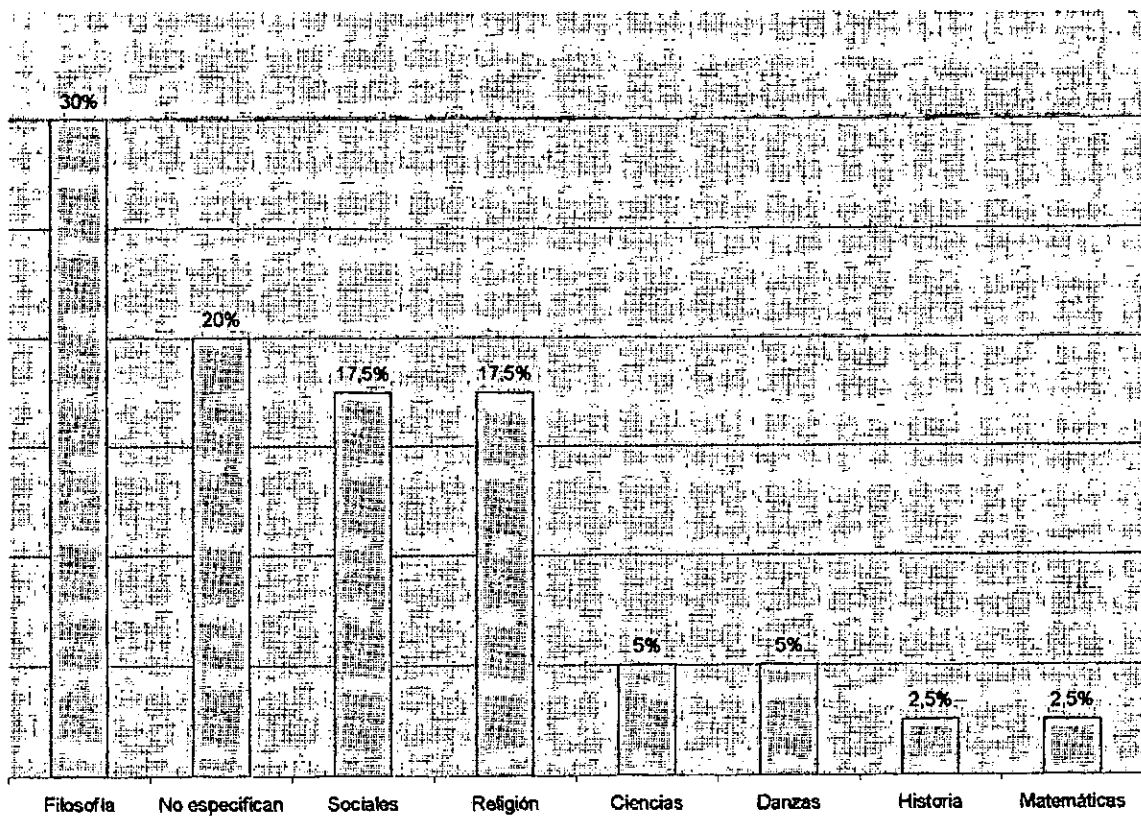 30%
20%
17,5%
17,5%
5%
5%
2,5%
2,5%
Filosofía
No especifican
Sociales
Religión
Ciencias
Danzas
Historia
Matemáticas